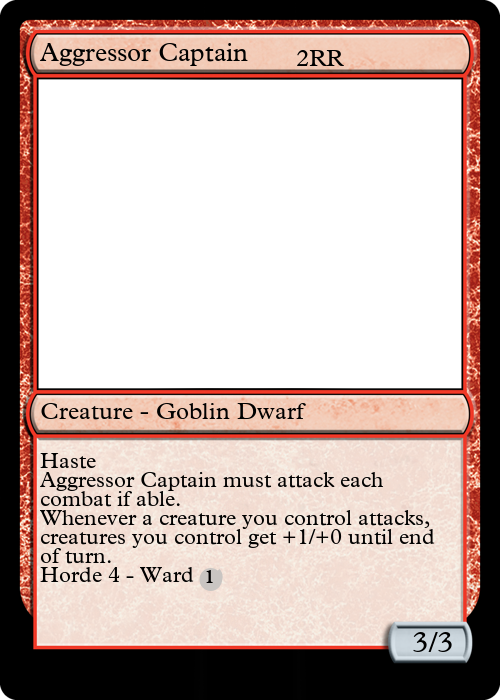 Aggressor Captain 2RR
Creature - Goblin Dwarf
Haste
Aggressor Captain must attack each
combat if able.
Whenever a creature you control attacks,
creatures you control get +1/+0 until end
of turn.
Horde 4 - Ward 1
3/3